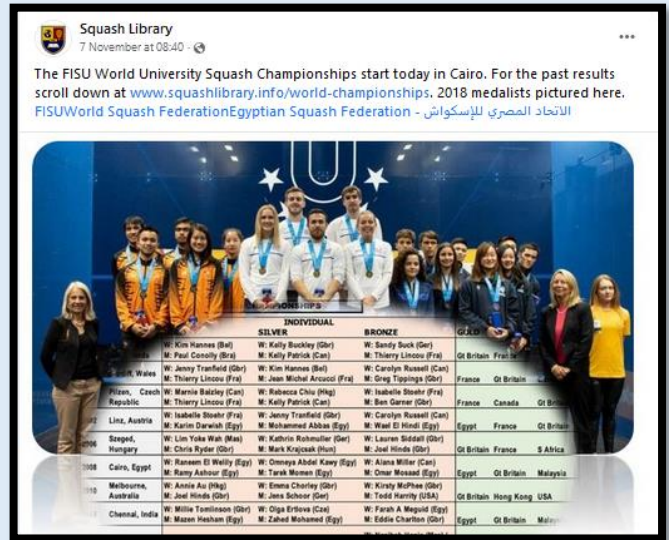 Squash Library
7 November at 08:40
The FISU World University Squash Championships start today in Cairo. For the past results
scroll down at www.squashlibrary.info/world-championships. 2018 medalists pictured here.
FISUWorld Squash FederationEgyptian Squash Federation - الاتحاد المصري للإسكواش
U
INDIVIDUAL
SILVER BRONZE
W: Kim Hannes (Bel) W: Kelly Buckley (Gbr) W: Sandy Suck (Ger)
M: Paul Conolly (Bra) M: Kelly Patrick (Can) M: Thierry Lincou (Fra) Gt Britain
Wales W: Jenny Tranfield (Gbr) W: Kim Hannes (Bel) W: Carolyn Russell (Can)
M: Thierry Lincou (Fra) M: Jean Michel Arcucci (Fra) M: Greg Tippings (Gbr) France Gt Britain
Pilzen, Czech W: Marnie Baizley (Can) W: Rebecca Chiu (Hkg) W: Isabelle Stoehr (Fra)
Republic M: Thierry Lincou (Fra) M: Kelly Patrick (Can) M: Ben Garner (Gbr) France Canada
Linz, Austria W: Isabelle Stoehr (Fra) W: Jenny Tranfield (Gbr) W: Carolyn Russell (Can)
M: Karim Darwish (Egy) M: Mohammed Abbas (Egy) M: Wael El Hindi (Egy) Egypt France Gt Britain
Szeged, W: Lim Yoke Wah (Mas) W: Kathrin Rohmuller (Ger) W: Lauren Siddall (Gbr)
Hungary M: Chris Ryder (Gbr) M: Mark Krajcsak (Hun) M: Joel Hinds (Gbr) Gt Britain France S Africa
2008 Cairo, Egypt W: Raneem El Welily (Egy) W: Omneya Abdel Kawy (Egy) W: Aiana Miller (Can)
M: Ramy Ashour (Egy) M: Tarek Momen (Egy) M: Omar Mosaad (Egy) Egypt Gt Britain Malaysia
Melbourne, W: Annie Au (Hkg) W: Emma Chorley (Gbr) W: Kirsty McPhee (Gbr)
Australia M: Joel Hinds (Gbr) M: Jens Schoor (Ger) M: Todd Harrity (USA) Gt Britain Hong Kong USA
Chennai, India W: Millie Tomlinson (Gbr) W: Olga Ertlova (Cze) W: Farah A Meguid (Egy)
M: Mazen Hesham (Egy) M: Zahed Mohamed (Egy) M: Eddie Charlton (Gbr) Egypt Gt Britain